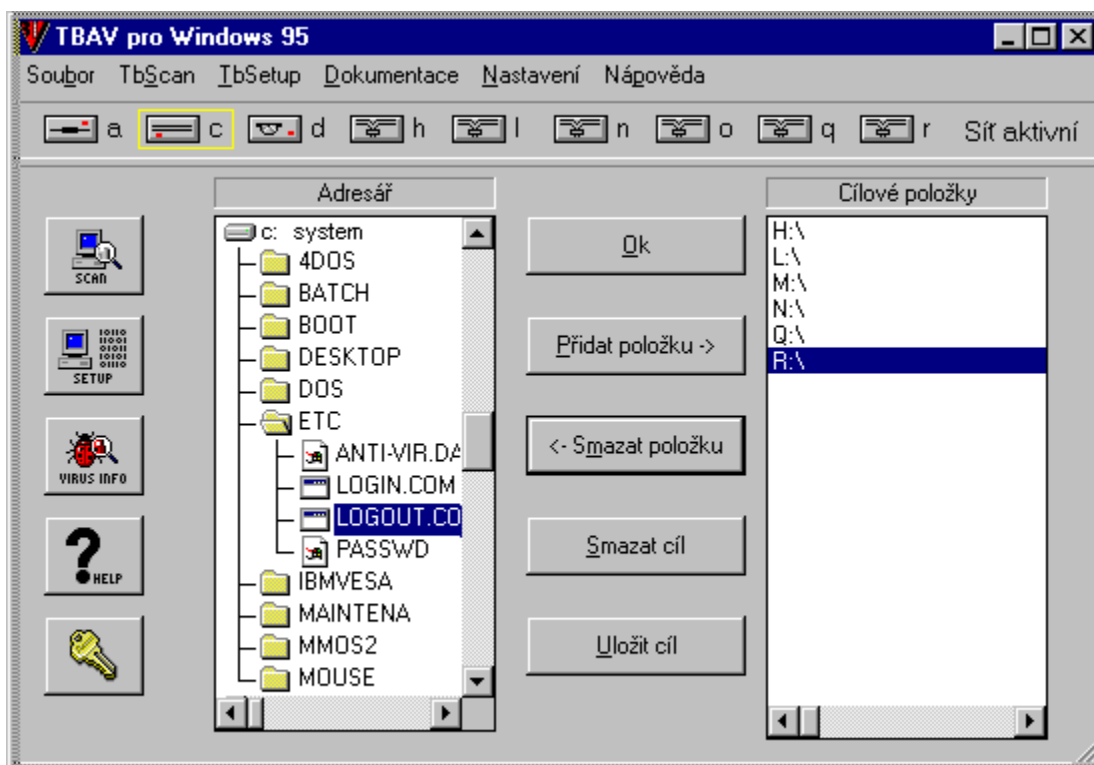 TBAV pro Windows 95
Soubor TbScan TbSetup Dokumentace Nastavení Nápověda
a c d h l n o q r Síť aktivní
Adresář
Cílové položky
SCAN
SETUP
VIRUS INFO
HELP
c: system
4DOS
BATCH
BOOT
DESKTOP
DOS
ETC
ANTI-VIR.DA
LOGIN.COM
LOGOUT.CO
PASSWD
IBMVESA
MAINTENA
MMOS2
MOUSE
Ok
Přidat položku ->
<- Smazat položku
Smazat cíl
Uložit cíl
H:\
L:\
M:\
N:\
Q:\
R:\